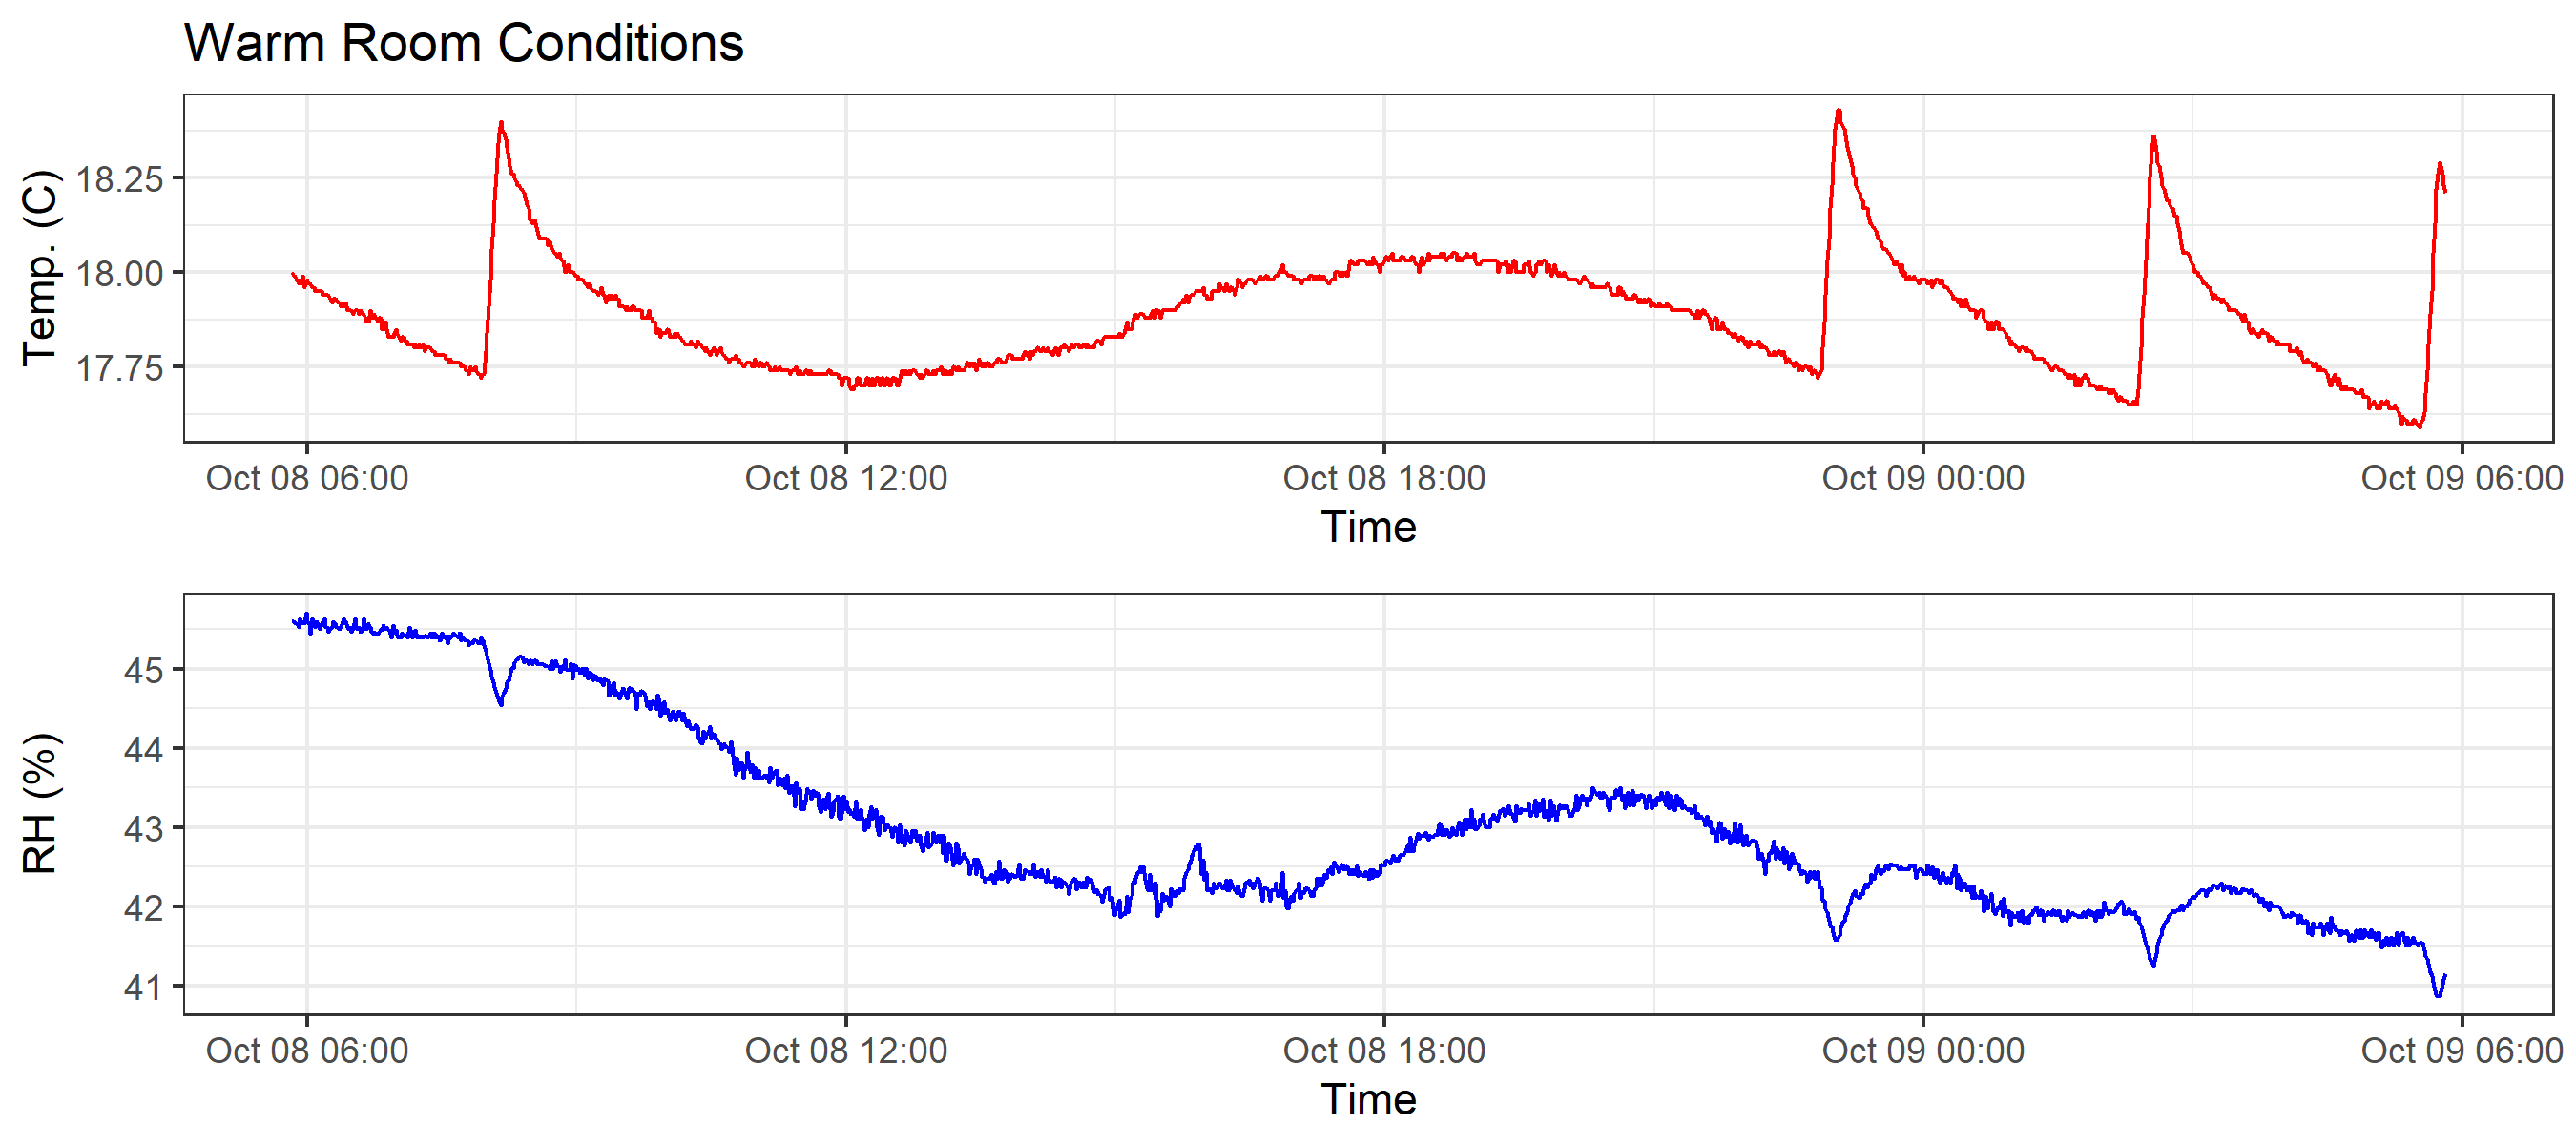 Warm Room Conditions
Temp. (C)
18.25
18.00
17.75
Oct 08 06:00 Oct 08 12:00 Oct 08 18:00 Oct 09 00:00 Oct 09 06:00
Time
RH (%)
45
44
43
42
41
Oct 08 06:00 Oct 08 12:00 Oct 08 18:00 Oct 09 00:00 Oct 09 06:00
Time